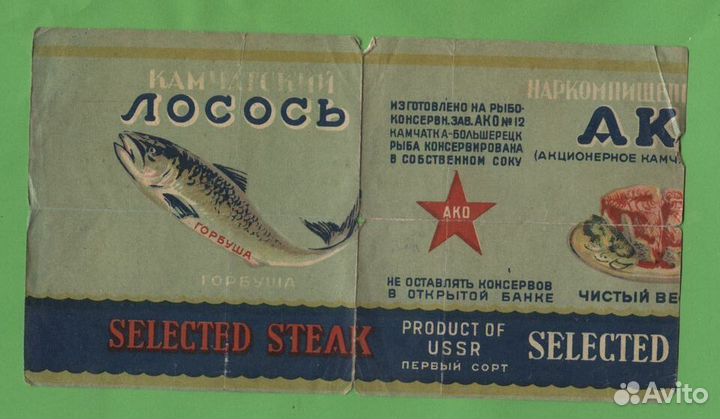 КАМЧАТСКИЙ
ЛОСОСЬ
ГОРБУША
ГОРБУША
SELECTED STEAK
ИЗГОТОВЛЕНО НА РЫБО-
КОНСЕРВН. ЗАВ. АКО № 12
КАМЧАТКА-БОЛЬШЕРЕЦК
РЫБА КОНСЕРВИРОВАНА
В СОБСТВЕННОМ СОКУ
АКО
НЕ ОСТАВЛЯТЬ КОНСЕРВОВ
В ОТКРЫТОЙ БАНКЕ
PRODUCT OF
USSR
ПЕРВЫЙ СОРТ
НАРКОМПИЩЕП
АК
(АКЦИОНЕРНОЕ КАМЧ
ЧИСТЫЙ ВЕ
SELECTED
Avito